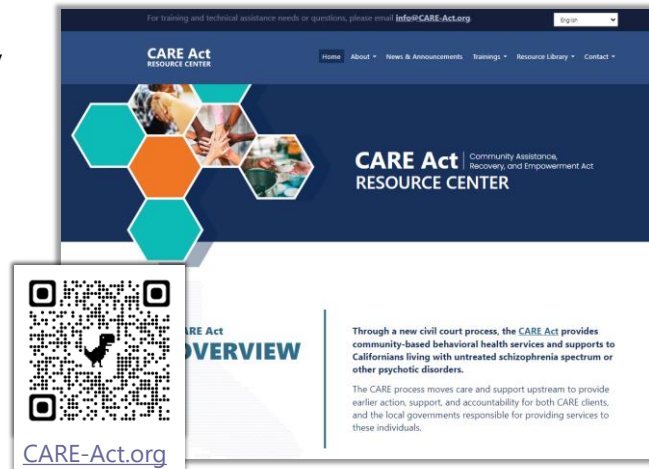 For training and technical assistance needs or questions, please email info@CARE-Act.org
English
CARE Act
RESOURCE CENTER
Home About News & Announcements Trainings Resource Library Contact
CARE Act Community Assistance,
Recovery, and Empowerment Act
RESOURCE CENTER
CARE Act
OVERVIEW
Through a new civil court process, the CARE Act provides
community-based behavioral health services and supports to
Californians living with untreated schizophrenia spectrum or
other psychotic disorders.
The CARE process moves care and support upstream to provide
earlier action, support, and accountability for both CARE clients,
and the local governments responsible for providing services to
these individuals.
CARE-Act.org